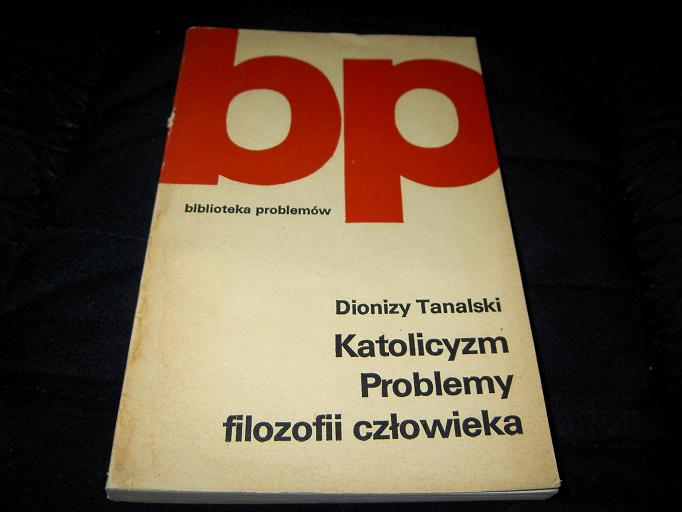 bp
biblioteka problemów
Dionizy Tanalski
Katolicyzm
Problemy
filozofii człowieka